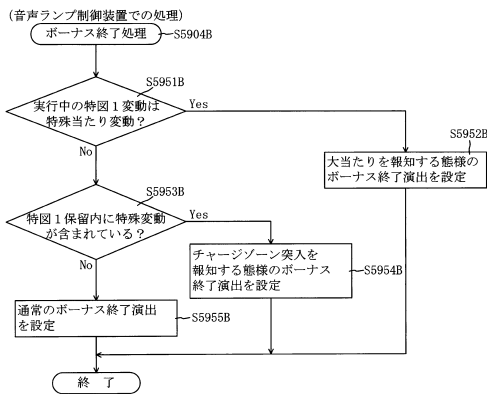 (音声ランプ制御装置での処理)
ボーナス終了処理
S5904B
S5951B
実行中の特図1変動は
特殊当たり変動?
Yes
No
S5952B
大当たりを報知する態様の
ボーナス終了演出を設定
S5953B
特図1保留内に特殊変動
が含まれている?
Yes
No
チャージゾーン突入を
報知する態様のボーナス
終了演出を設定
S5954B
通常のボーナス終了演出
を設定
S5955B
終 了